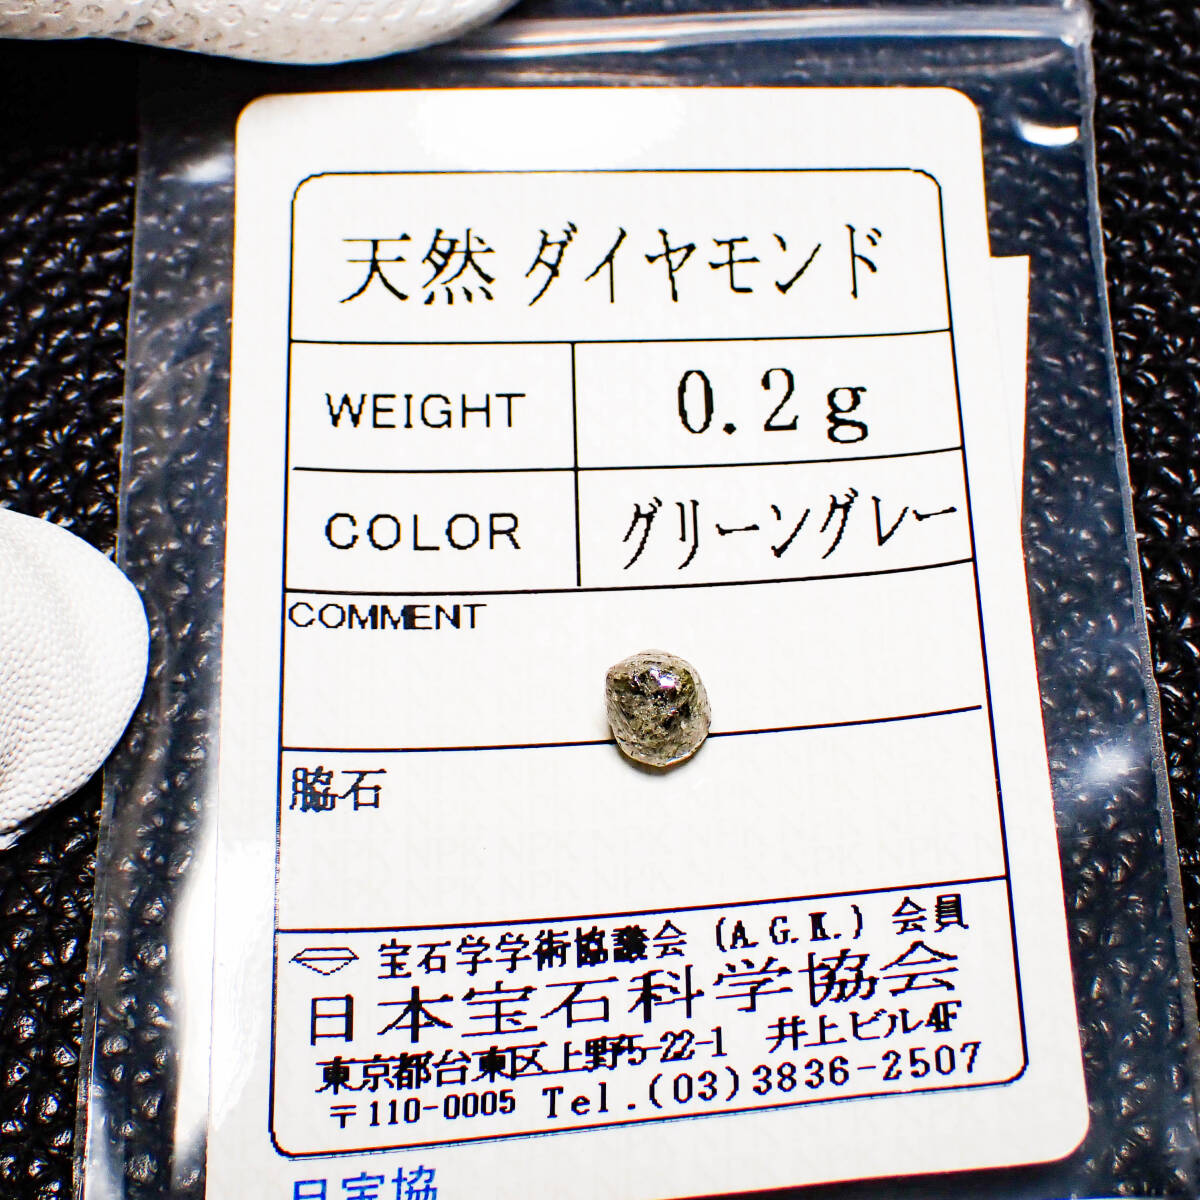 天然 ダイヤモンド
WEIGHT 0.2g
COLOR グリーングレー
COMMENT
脇石
宝石学学術協議会 (A.G.K.) 会員
日本宝石科学協会
東京都台東区上野5-22-1 井上ビル4F
〒110-0005 Tel.(03)3836-2507
日宝協